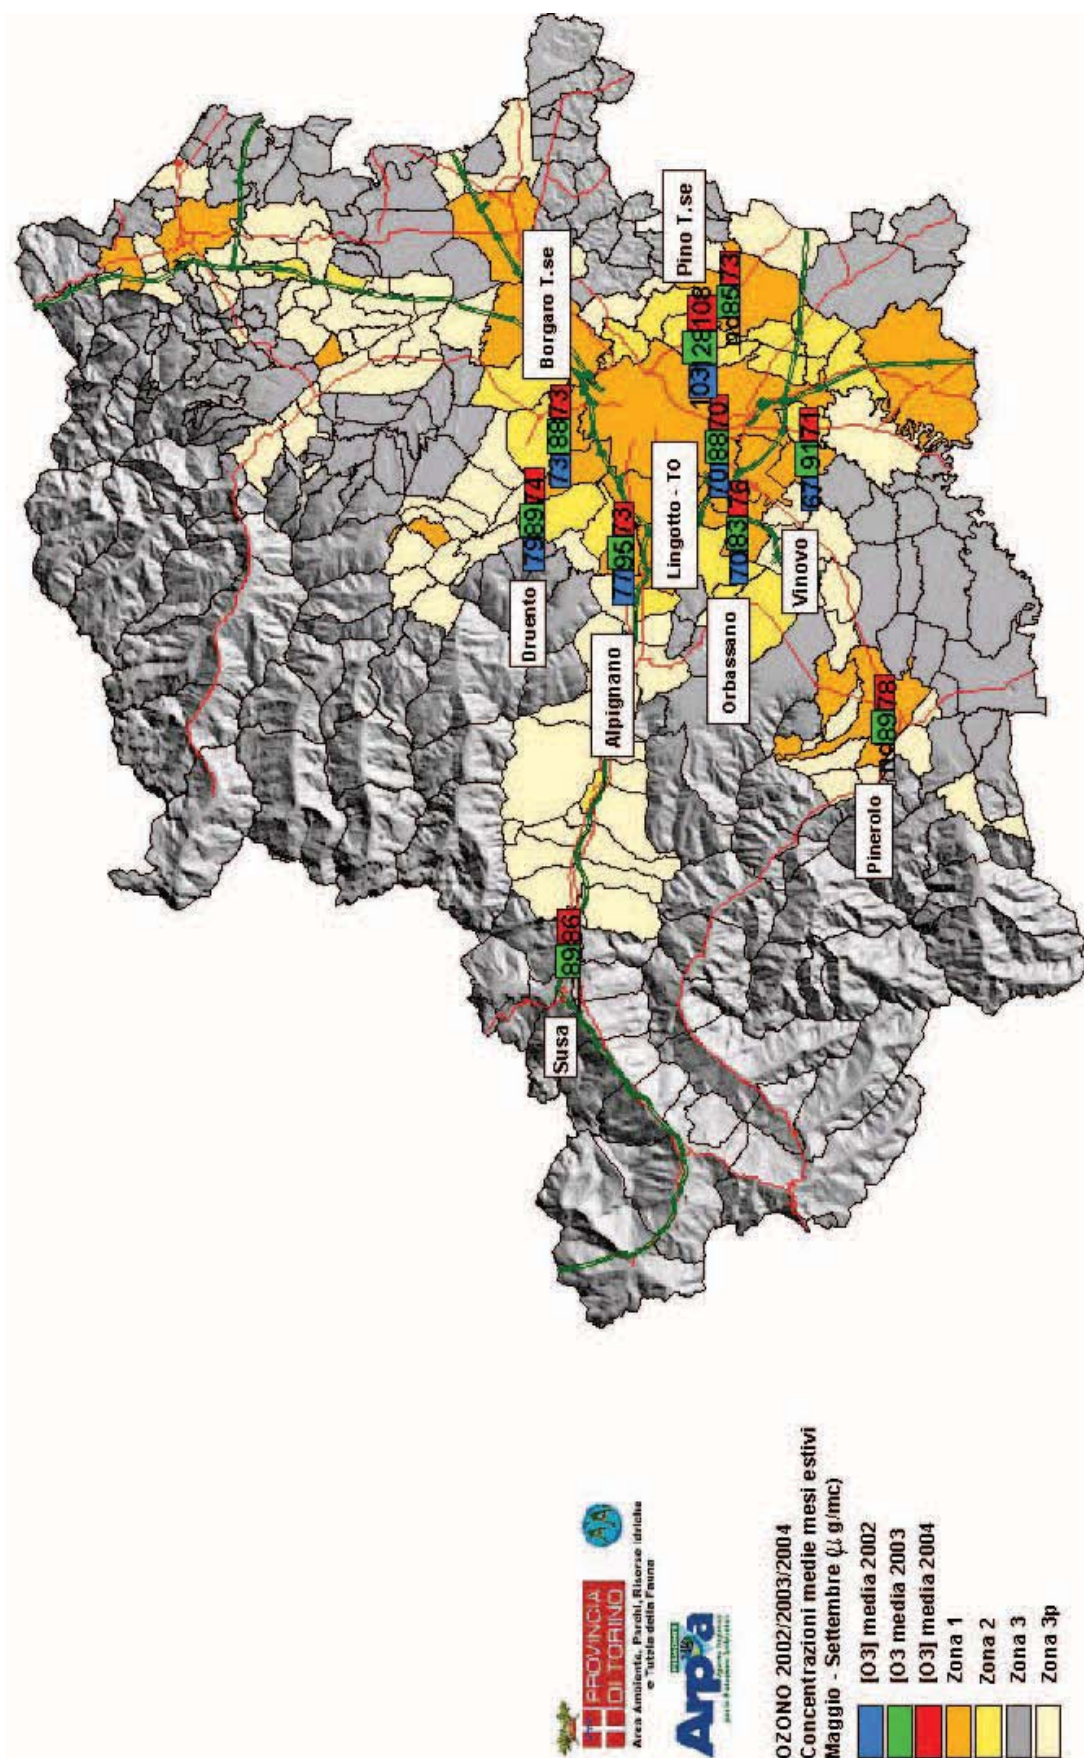 Borgaro T.se
73 88 73
Pino T.se
103 128 108
nd 85 73
Druento
79 89 74
Alpignano
77 95 73
Lingotto - TO
70 88 70
Orbassano
70 83 76
Vinovo
67 91 71
Susa
89 86
Pinerolo
89 78
PROVINCIA
DI TORINO
Area Ambiente, Parchi, Risorse Idriche
e Tutela della Fauna
Arpa
OZONO 2002/2003/2004
Concentrazioni medie mesi estivi
Maggio - Settembre (μ g/mc)
[O3] media 2002
[O3 media 2003
[O3] media 2004
Zona 1
Zona 2
Zona 3
Zona 3p